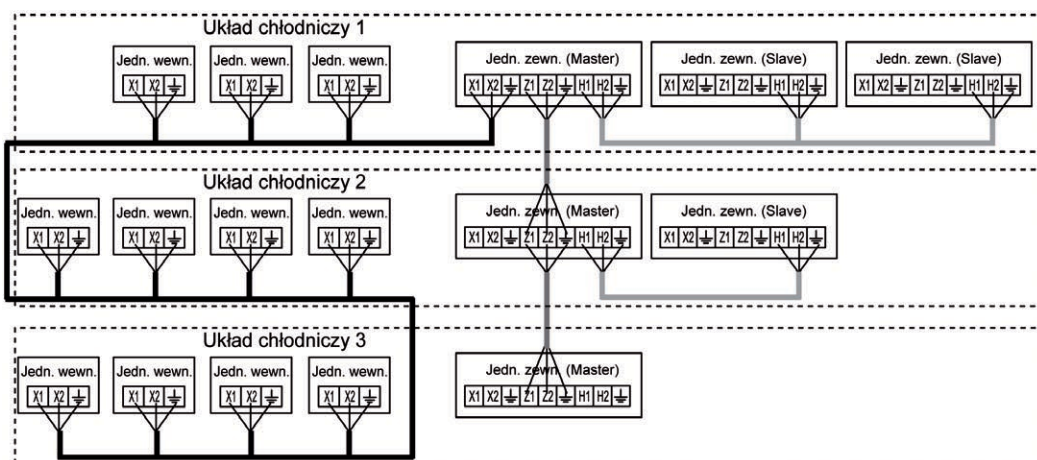 Układ chłodniczy 1
Jedn. wewn. Jedn. wewn. Jedn. wewn. Jedn. zewn. (Master) Jedn. zewn. (Slave) Jedn. zewn. (Slave)
X1 X2 X1 X2 X1 X2 X1 X2 Z1 Z2 H1 H2 X1 X2 Z1 Z2 H1 H2 X1 X2 Z1 Z2 H1 H2
Układ chłodniczy 2
Jedn. wewn. Jedn. wewn. Jedn. wewn. Jedn. wewn. Jedn. zewn. (Master) Jedn. zewn. (Slave)
X1 X2 X1 X2 X1 X2 X1 X2 X1 X2 Z1 Z2 H1 H2 X1 X2 Z1 Z2 H1 H2
Układ chłodniczy 3
Jedn. wewn. Jedn. wewn. Jedn. wewn. Jedn. wewn. Jedn. zewn. (Master)
X1 X2 X1 X2 X1 X2 X1 X2 X1 X2 Z1 Z2 H1 H2